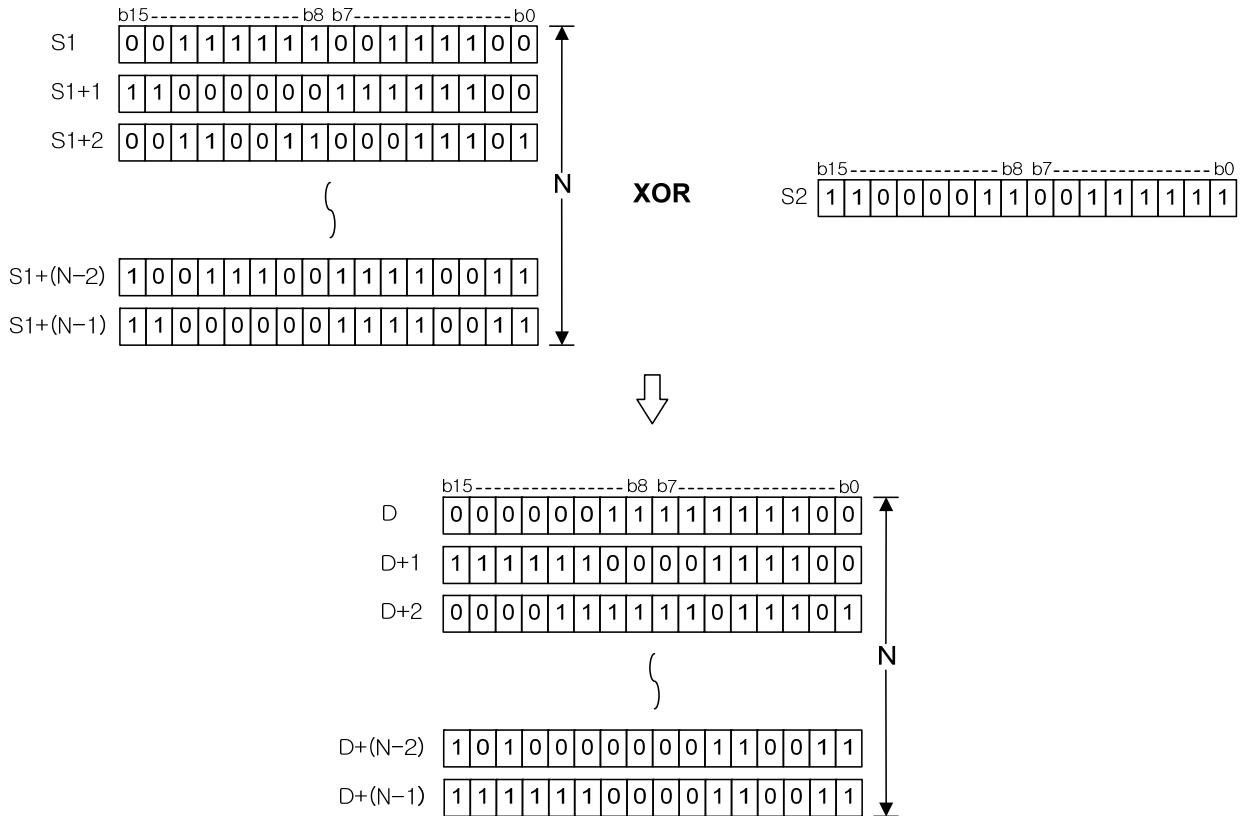 b15 b8 b7 b0
S1 0 0 1 1 1 1 1 1 0 0 1 1 1 1 0 0
S1+1 1 1 0 0 0 0 0 0 1 1 1 1 1 1 0 0
S1+2 0 0 1 1 0 0 1 1 0 0 0 1 1 1 0 1
N
XOR
b15 b8 b7 b0
S2 1 1 0 0 0 0 1 1 0 0 1 1 1 1 1 1
S1+(N-2) 1 0 0 1 1 1 0 0 1 1 1 1 0 0 1 1
S1+(N-1) 1 1 0 0 0 0 0 0 1 1 1 1 0 0 1 1
b15 b8 b7 b0
D 0 0 0 0 0 0 1 1 1 1 1 1 1 1 0 0
D+1 1 1 1 1 1 1 0 0 0 0 1 1 1 1 0 0
D+2 0 0 0 0 1 1 1 1 1 1 0 1 1 1 0 1
N
D+(N-2) 1 0 1 0 0 0 0 0 0 0 1 1 0 0 1 1
D+(N-1) 1 1 1 1 1 1 0 0 0 0 1 1 0 0 1 1